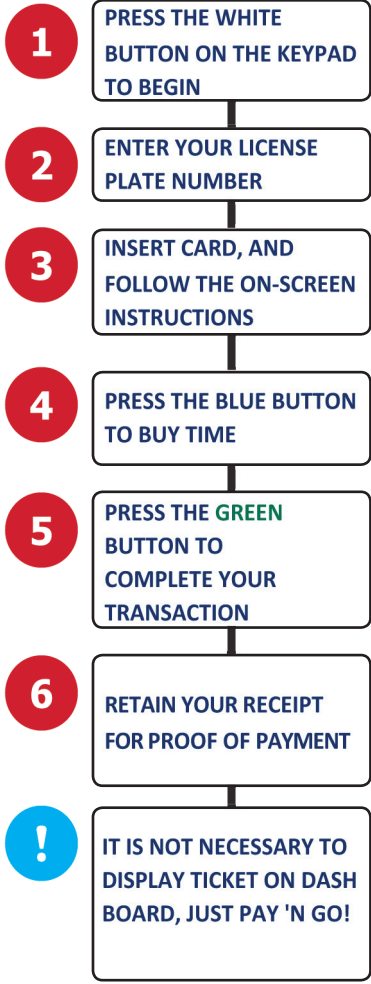 1
PRESS THE WHITE
BUTTON ON THE KEYPAD
TO BEGIN
2
ENTER YOUR LICENSE
PLATE NUMBER
3
INSERT CARD, AND
FOLLOW THE ON-SCREEN
INSTRUCTIONS
4
PRESS THE BLUE BUTTON
TO BUY TIME
5
PRESS THE GREEN
BUTTON TO
COMPLETE YOUR
TRANSACTION
6
RETAIN YOUR RECEIPT
FOR PROOF OF PAYMENT
!
IT IS NOT NECESSARY TO
DISPLAY TICKET ON DASH
BOARD, JUST PAY 'N GO!